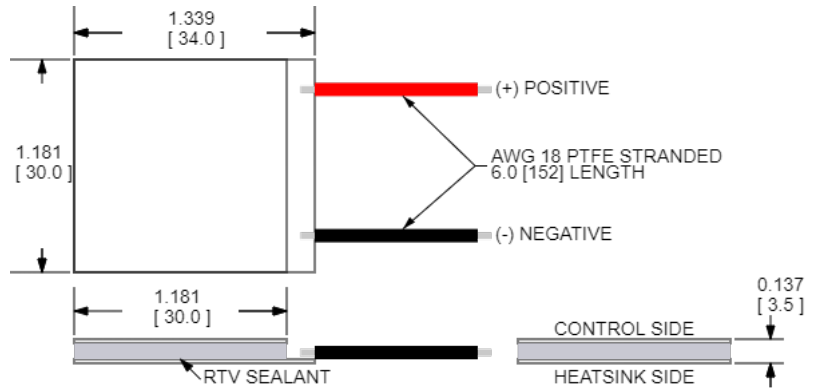 1.339
[ 34.0 ]
(+) POSITIVE
1.181
[ 30.0 ]
AWG 18 PTFE STRANDED
6.0 [152] LENGTH
(-) NEGATIVE
1.181
[ 30.0 ]
0.137
[ 3.5 ]
CONTROL SIDE
RTV SEALANT
HEATSINK SIDE